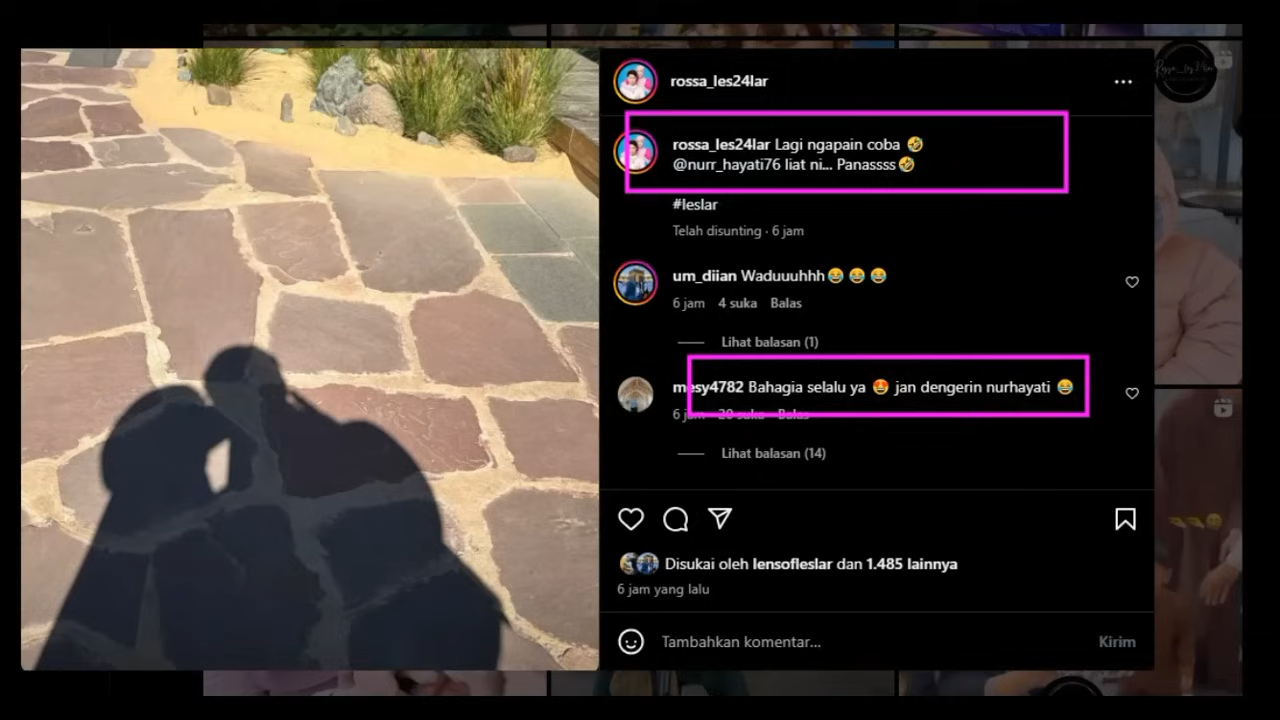 rossa_les24lar
rossa_les24lar Lagi ngapain coba 🤣
@nurr_hayati76 liat ni... Panassss🤣
#leslar
Telah disunting · 6 jam
um_diian Waduuuhhh😂 😂 😂
6 jam 4 suka Balas
Lihat balasan (1)
mesy4782 Bahagia selalu ya 😍 jan dengerin nurhayati 😂
6 jam 20 suka Balas
Lihat balasan (14)
Disukai oleh lensofleslar dan 1.485 lainnya
6 jam yang lalu
Tambahkan komentar...
Kirim